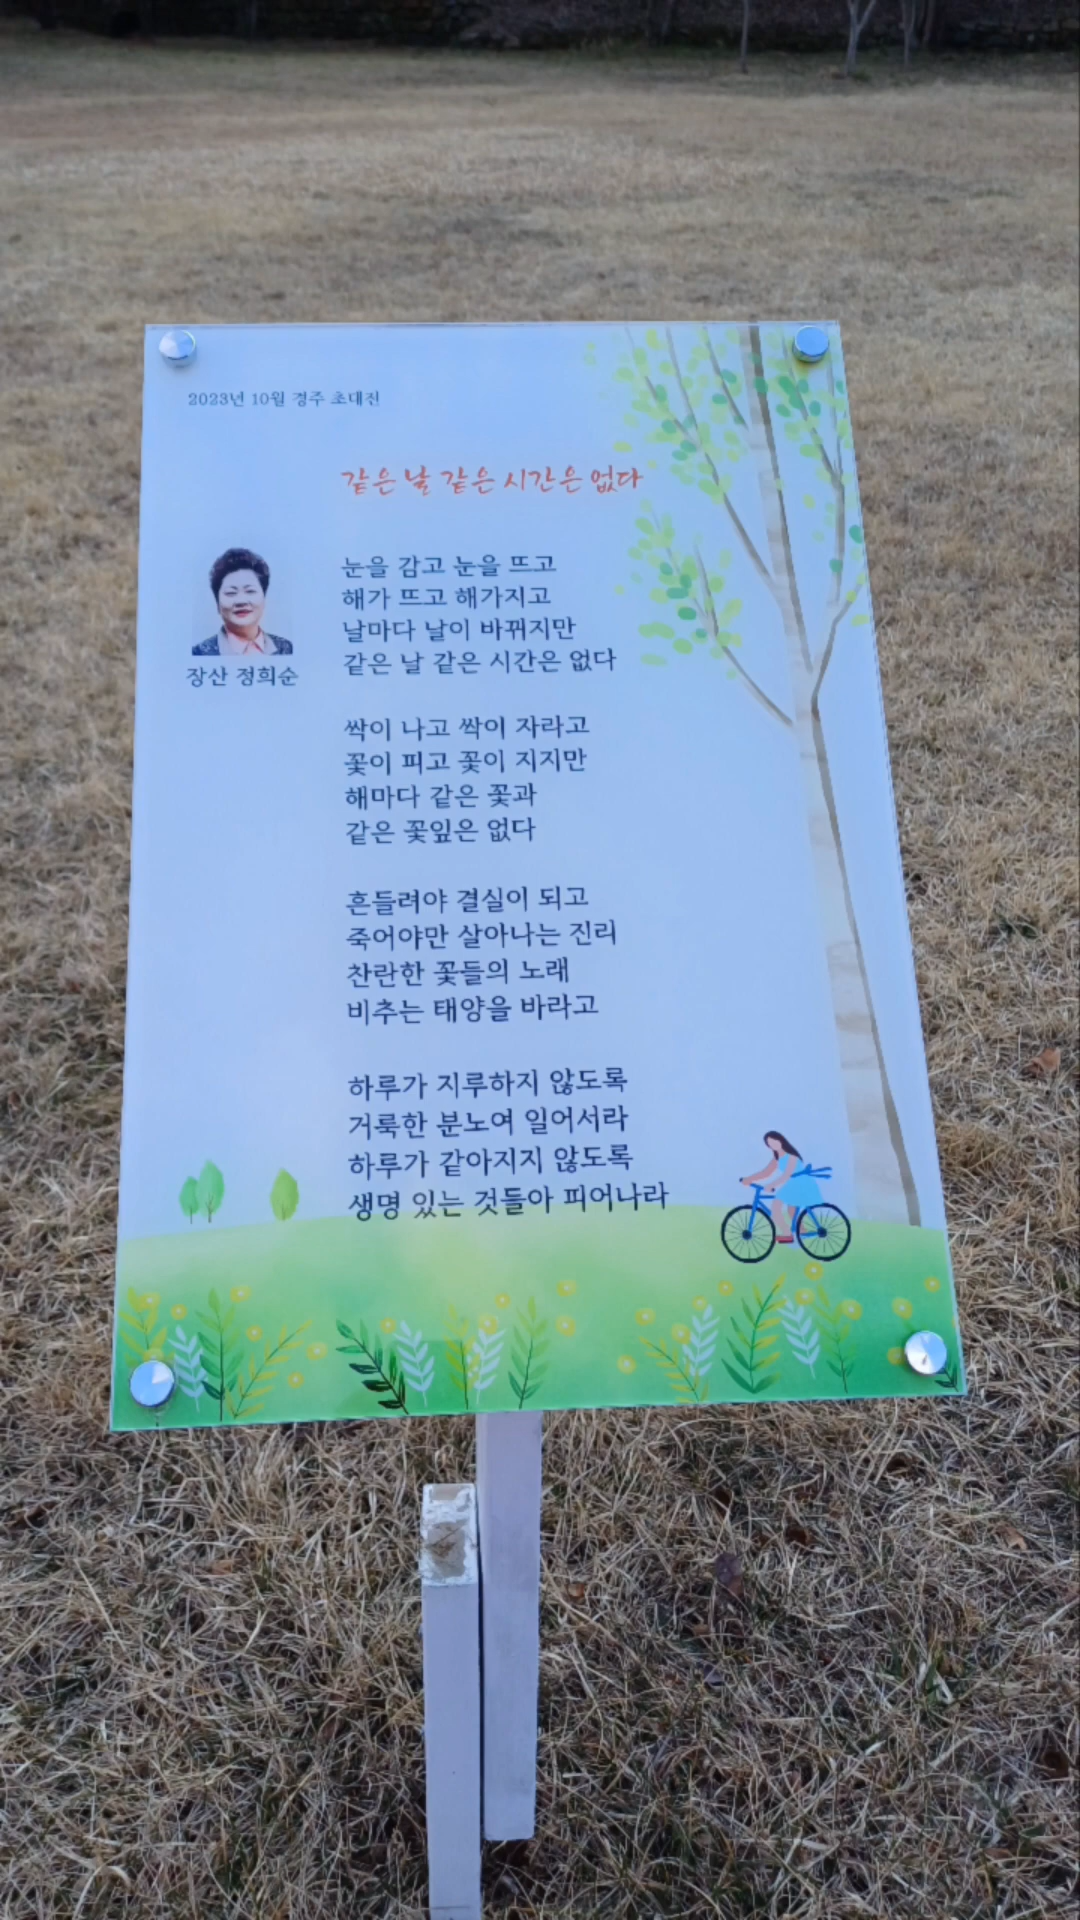 2023년 10월 경주 초대전
같은 날 같은 시간은 없다
장산 정희순
눈을 감고 눈을 뜨고
해가 뜨고 해가지고
날마다 날이 바뀌지만
같은 날 같은 시간은 없다
싹이 나고 싹이 자라고
꽃이 피고 꽃이 지지만
해마다 같은 꽃과
같은 꽃잎은 없다
흔들려야 결실이 되고
죽어야만 살아나는 진리
찬란한 꽃들의 노래
비추는 태양을 바라고
하루가 지루하지 않도록
거룩한 분노여 일어서라
하루가 같아지지 않도록
생명 있는 것들아 피어나라